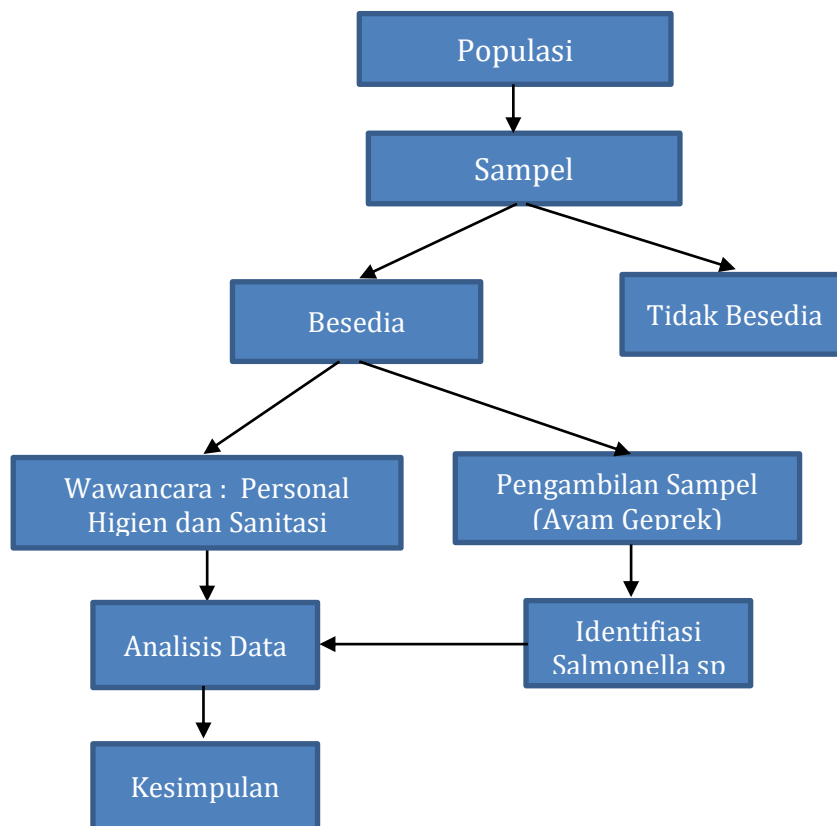 Populasi
Sampel
Besedia
Tidak Besedia
Wawancara : Personal
Higien dan Sanitasi
Pengambilan Sampel
(Ayam Geprek)
Analisis Data
Identifiasi
Salmonella sp
Kesimpulan